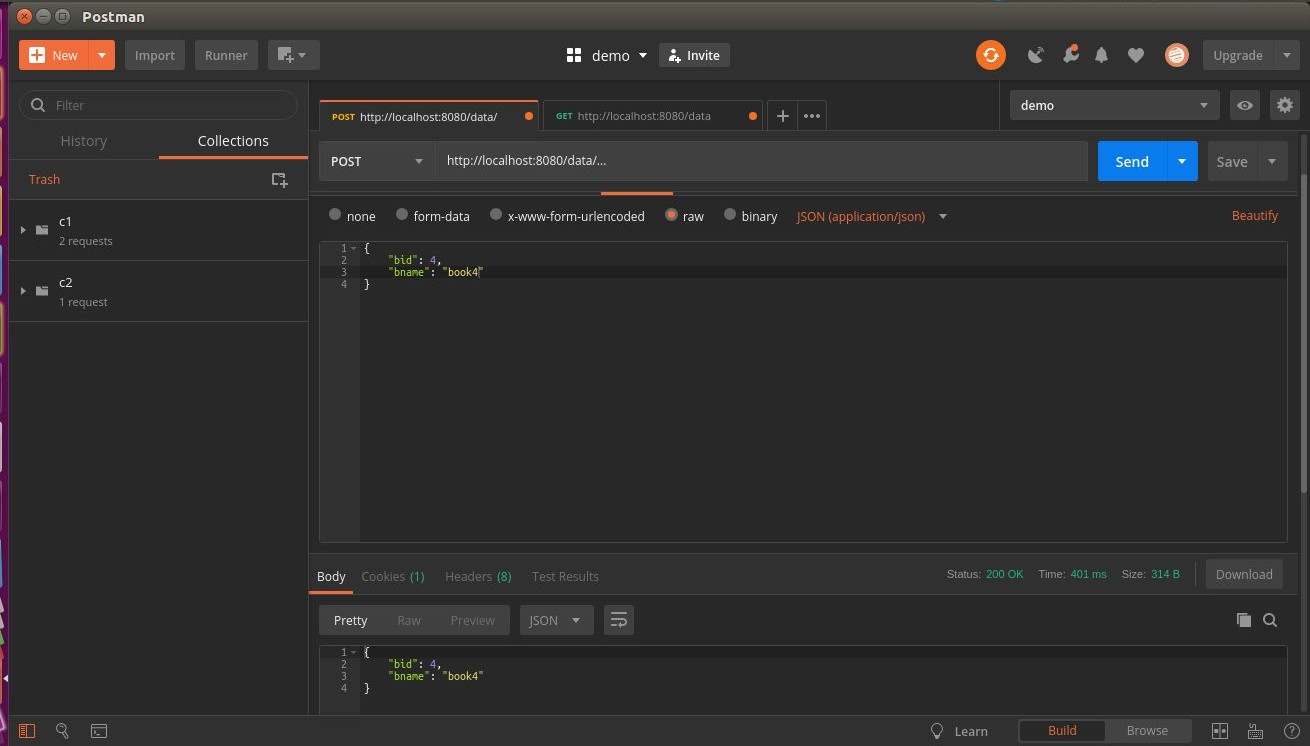 Postman
New Import Runner demo Invite Upgrade
Filter
History Collections
Trash
c1
2 requests
c2
1 request
POST http://localhost:8080/data/ GET http://localhost:8080/data + ••• demo
POST http://localhost:8080/data/... Send Save
none form-data x-www-form-urlencoded raw binary JSON (application/json) Beautify
1 {
2 "bid": 4,
3 "bname": "book4"
4 }
Body Cookies (1) Headers (8) Test Results Status: 200 OK Time: 401 ms Size: 314 B Download
Pretty Raw Preview JSON
1 {
2 "bid": 4,
3 "bname": "book4"
4 }
Learn Build Browse ?